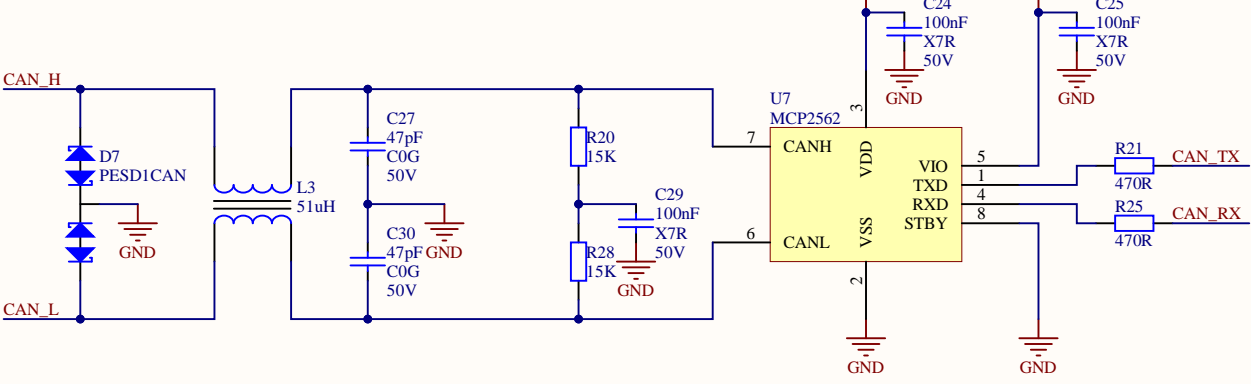 C24
100nF
X7R
50V
GND
C25
100nF
X7R
50V
GND
CAN_H
D7
PESD1CAN
GND
CAN_L
L3
51uH
C27
47pF
C0G
50V
GND
C30
47pF
C0G
50V
R20
15K
C29
100nF
X7R
50V
GND
R28
15K
U7
MCP2562
3
VDD
7
CANH
6
CANL
VSS
2
GND
VIO
5
TXD
1
RXD
4
STBY
8
GND
R21
470R
CAN_TX
R25
470R
CAN_RX